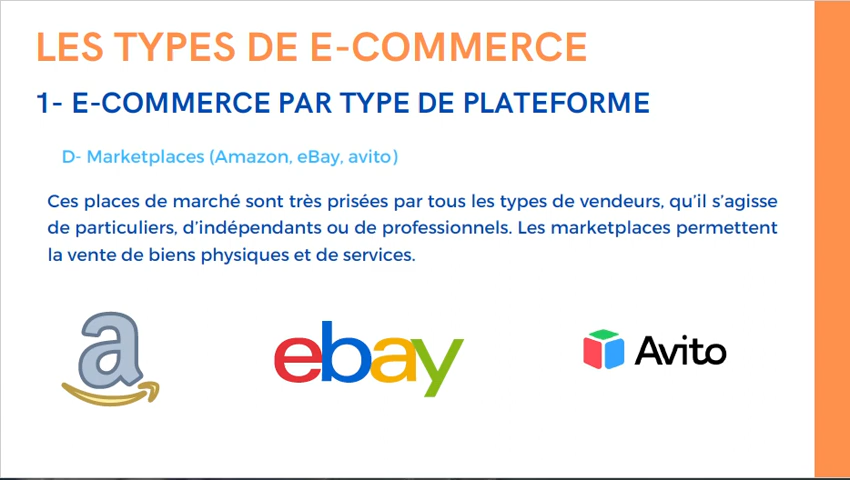 LES TYPES DE E-COMMERCE
1- E-COMMERCE PAR TYPE DE PLATEFORME
D- Marketplaces (Amazon, eBay, avito)
Ces places de marché sont très prisées par tous les types de vendeurs, qu'il s'agisse
de particuliers, d'indépendants ou de professionnels. Les marketplaces permettent
la vente de biens physiques et de services.
a
ebay
Avito